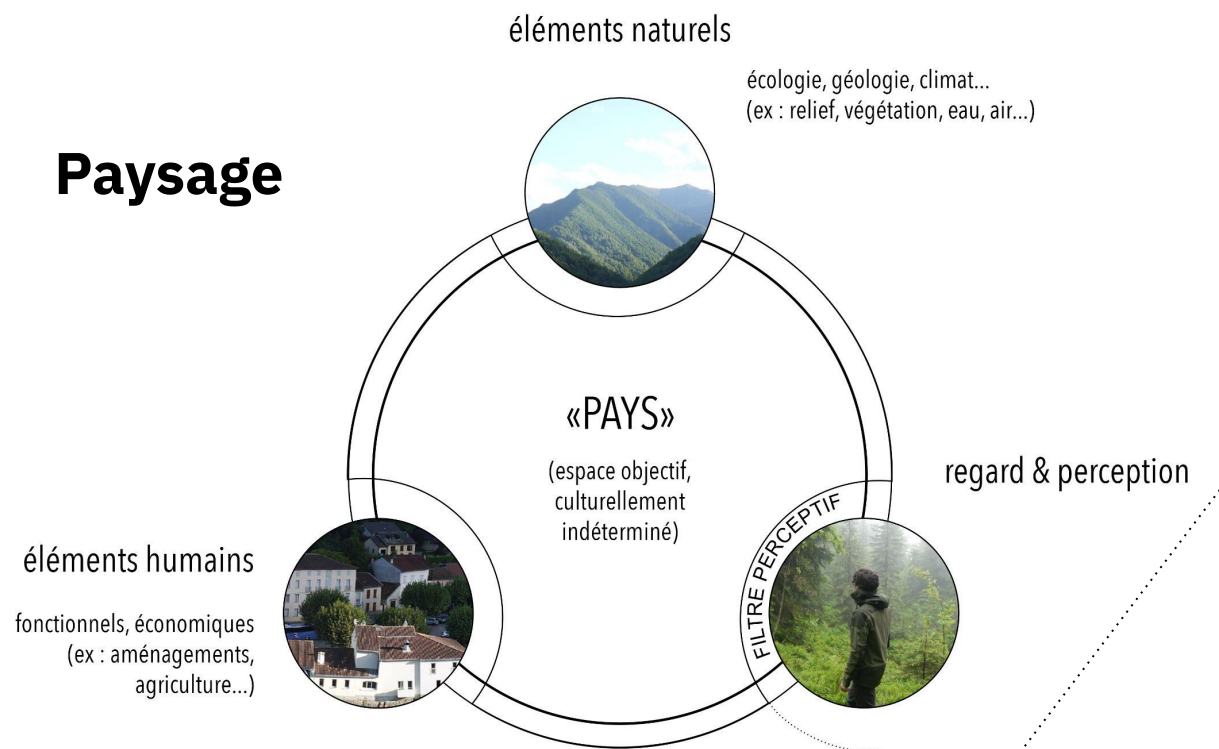 éléments naturels
écologie, géologie, climat...
(ex : relief, végétation, eau, air...)
Paysage
«PAYS»
(espace objectif,
culturellement
indéterminé)
regard & perception
FILTRE PERCEPTIF
éléments humains
fonctionnels, économiques
(ex : aménagements,
agriculture...)